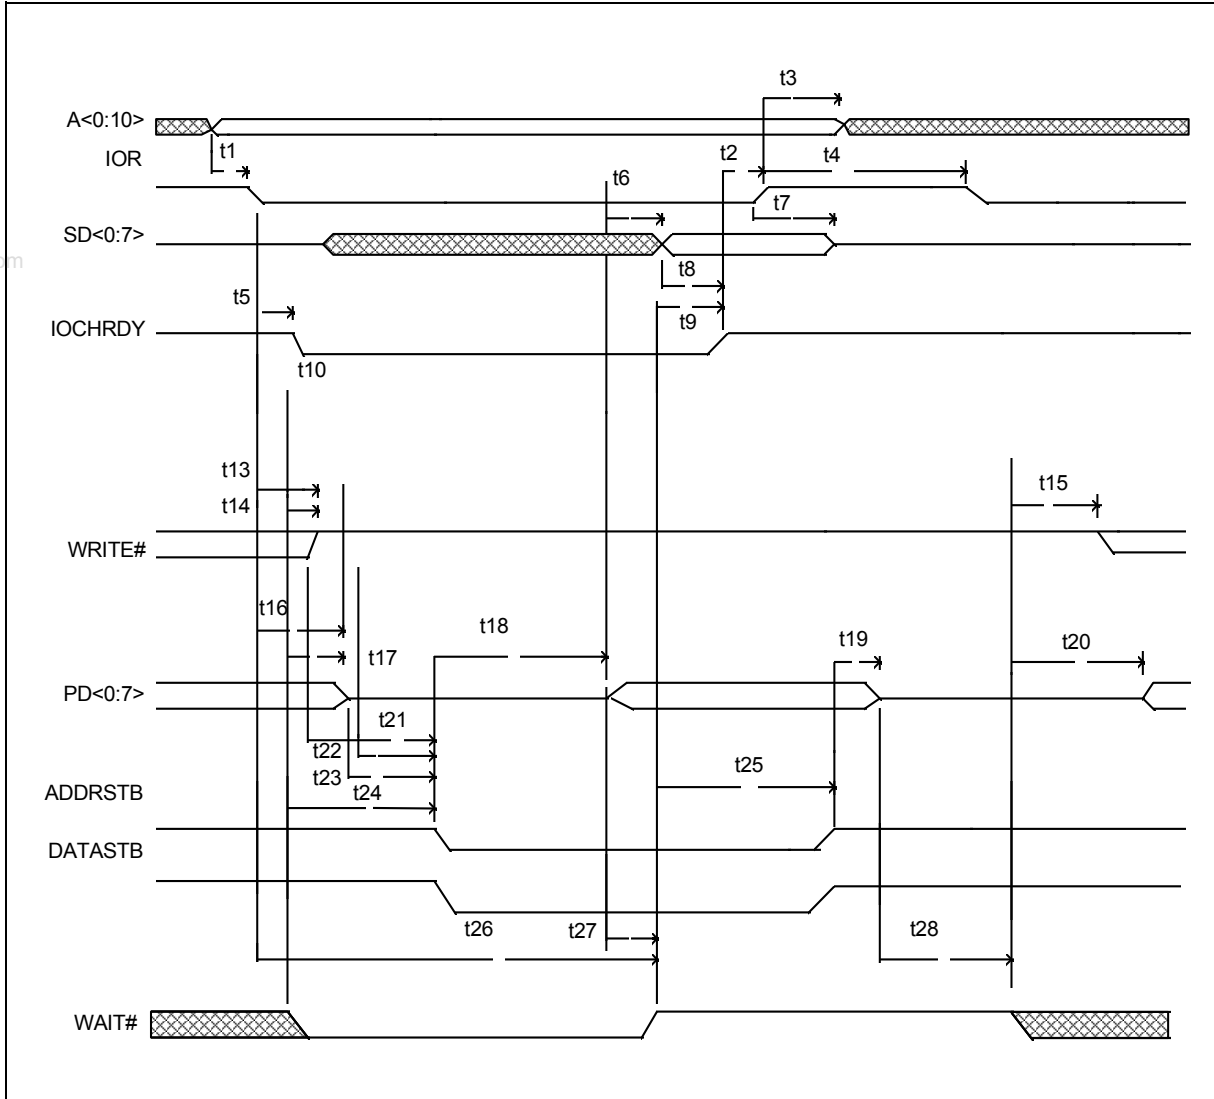 t3
A<0:10>
t1
t2
t4
IOR
t6
t7
SD<0:7>
om
t8
t5
t9
IOCHRDY
t10
t13
t15
t14
WRITE#
t16
t18
t19
t20
t17
PD<0:7>
t21
t22
t23
t25
t24
ADDRSTB
DATASTB
t26
t27
t28
WAIT#